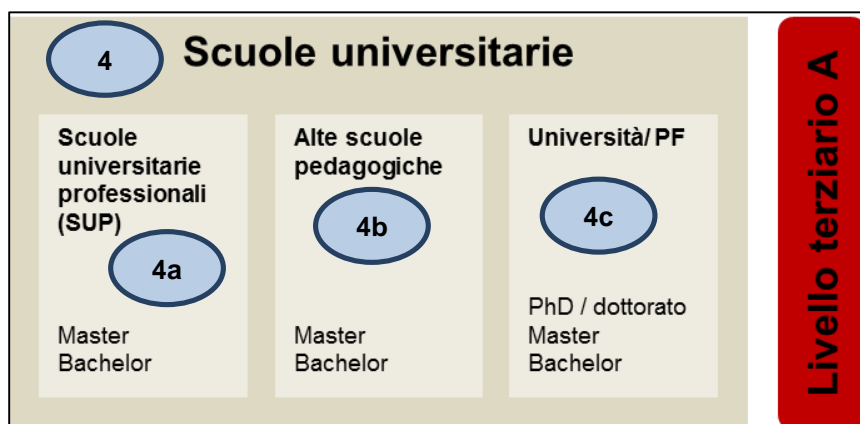 4 Scuole universitarie
Scuole
universitarie
professionali
(SUP)
4a
Master
Bachelor
Alte scuole
pedagogiche
4b
Master
Bachelor
Università/ PF
4c
PhD / dottorato
Master
Bachelor
Livello terziario A